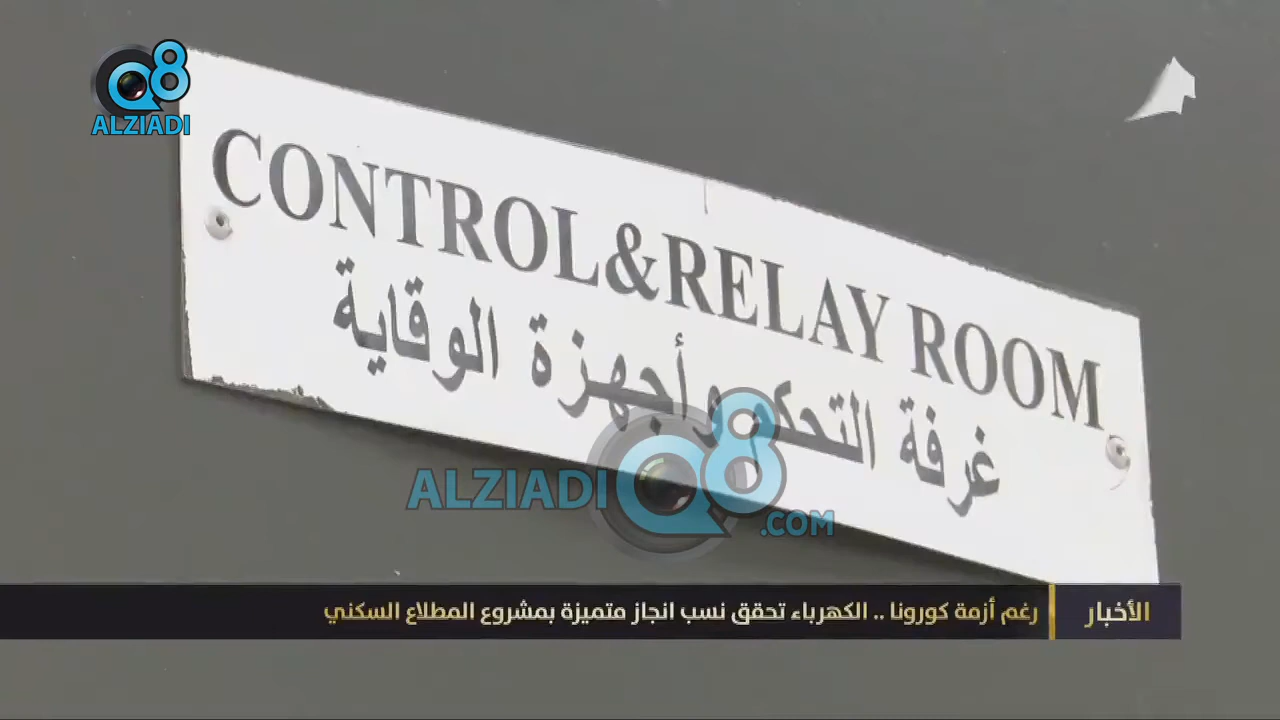 Q8
ALZIADI
CONTROL&RELAY ROOM
غرفة التحكم وأجهزة الوقاية
ALZIADI Q8 .COM
الأخبار
رغم أزمة كورونا .. الكهرباء تحقق نسب انجاز متميزة بمشروع المطلاع السكني